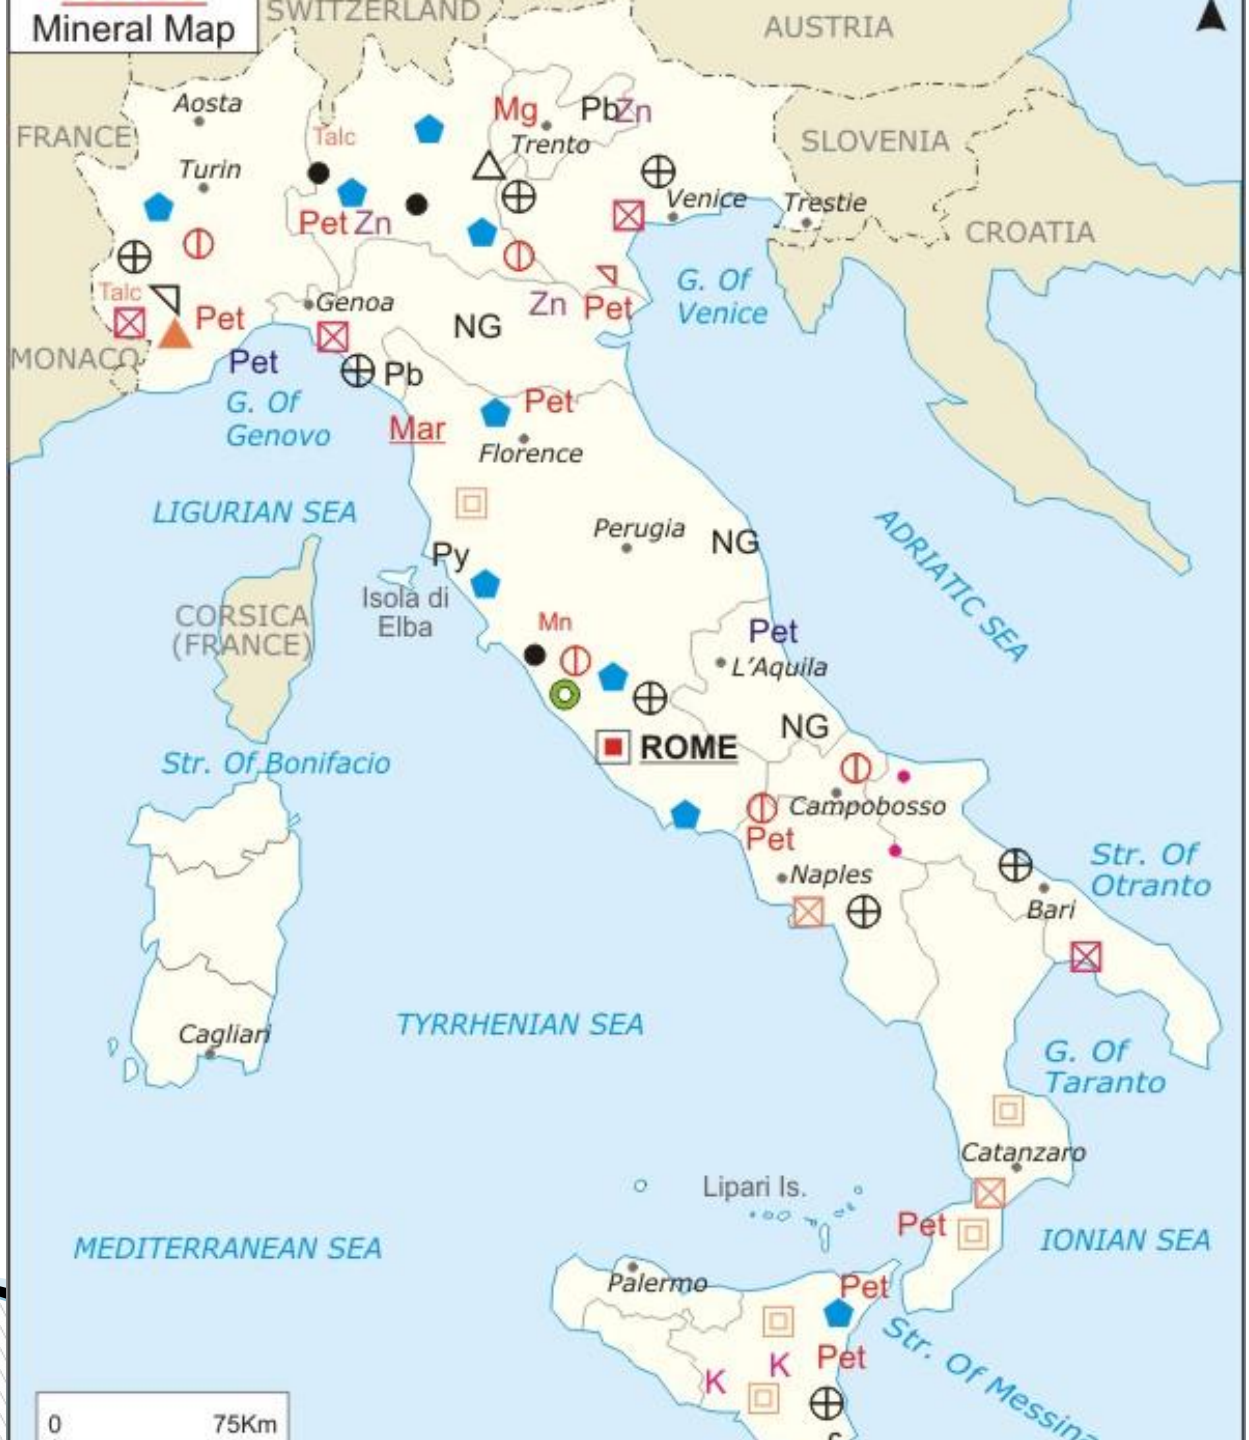 SWITZERLAND
Mineral Map
AUSTRIA
Aosta
Mg
PbZn
FRANCE
Talc
Trento
SLOVENIA
Turin
Venice
Trestie
Pet Zn
CROATIA
Talc
Genoa
Zn
Pet
G. Of
Venice
Pet
NG
MONACO
Pet
Pb
G. Of
Genovo
Pet
Mar
Florence
LIGURIAN SEA
Perugia
NG
ADRIATIC SEA
Py
Isola di
Elba
CORSICA
(FRANCE)
Mn
Pet
L'Aquila
NG
ROME
Str. Of Bonifacio
Campobosso
Pet
Naples
Str. Of
Otranto
Bari
Cagliari
TYRRHENIAN SEA
G. Of
Taranto
Catanzaro
Lipari Is.
Pet
IONIAN SEA
MEDITERRANEAN SEA
Palermo
Pet
Str. Of Messina
K
K
Pet
0
75Km